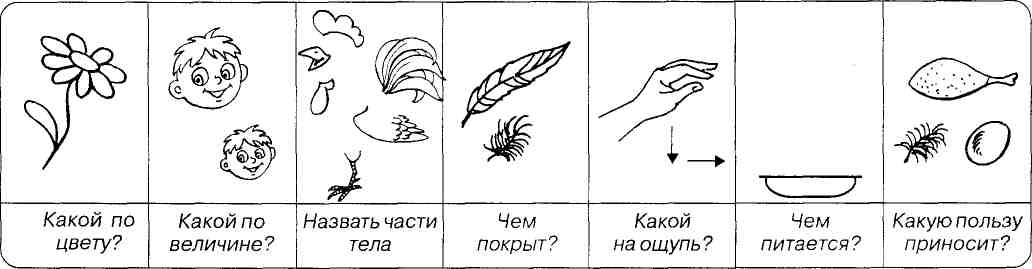 Какой по
цвету?
Какой по
величине?
Назвать части
тела
Чем
покрыт?
Какой
на ощупь?
Чем
питается?
Какую пользу
приносит?